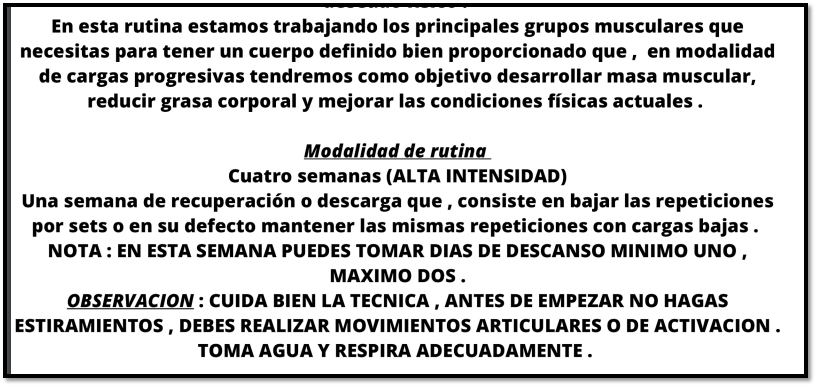 En esta rutina estamos trabajando los principales grupos musculares que
necesitas para tener un cuerpo definido bien proporcionado que ,  en modalidad
de cargas progresivas tendremos como objetivo desarrollar masa muscular,
reducir grasa corporal y mejorar las condiciones físicas actuales .
Modalidad de rutina
Cuatro semanas (ALTA INTENSIDAD)
Una semana de recuperación o descarga que , consiste en bajar las repeticiones
por sets o en su defecto mantener las mismas repeticiones con cargas bajas .
NOTA : EN ESTA SEMANA PUEDES TOMAR DIAS DE DESCANSO MINIMO UNO ,
MAXIMO DOS .
OBSERVACION : CUIDA BIEN LA TECNICA , ANTES DE EMPEZAR NO HAGAS
ESTIRAMIENTOS , DEBES REALIZAR MOVIMIENTOS ARTICULARES O DE ACTIVACION .
TOMA AGUA Y RESPIRA ADECUADAMENTE .